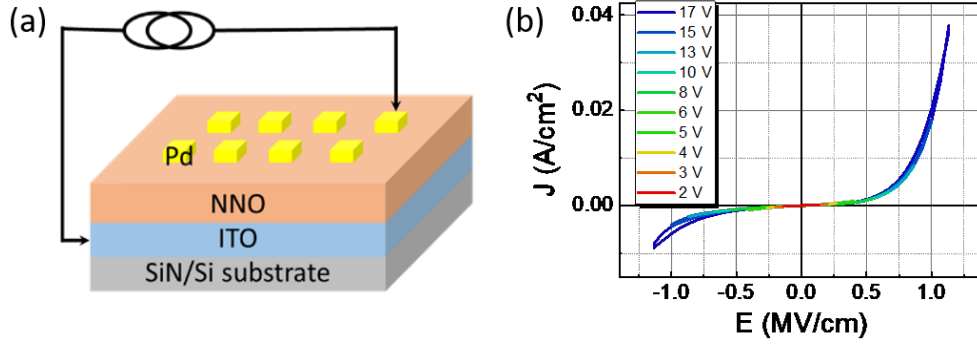 (a)
Pd
NNO
ITO
SiN/Si substrate
(b)
17 V
15 V
13 V
10 V
8 V
6 V
5 V
4 V
3 V
2 V
J (A/cm²)
0.04
0.02
0.00
-1.0 -0.5 0.0 0.5 1.0
E (MV/cm)